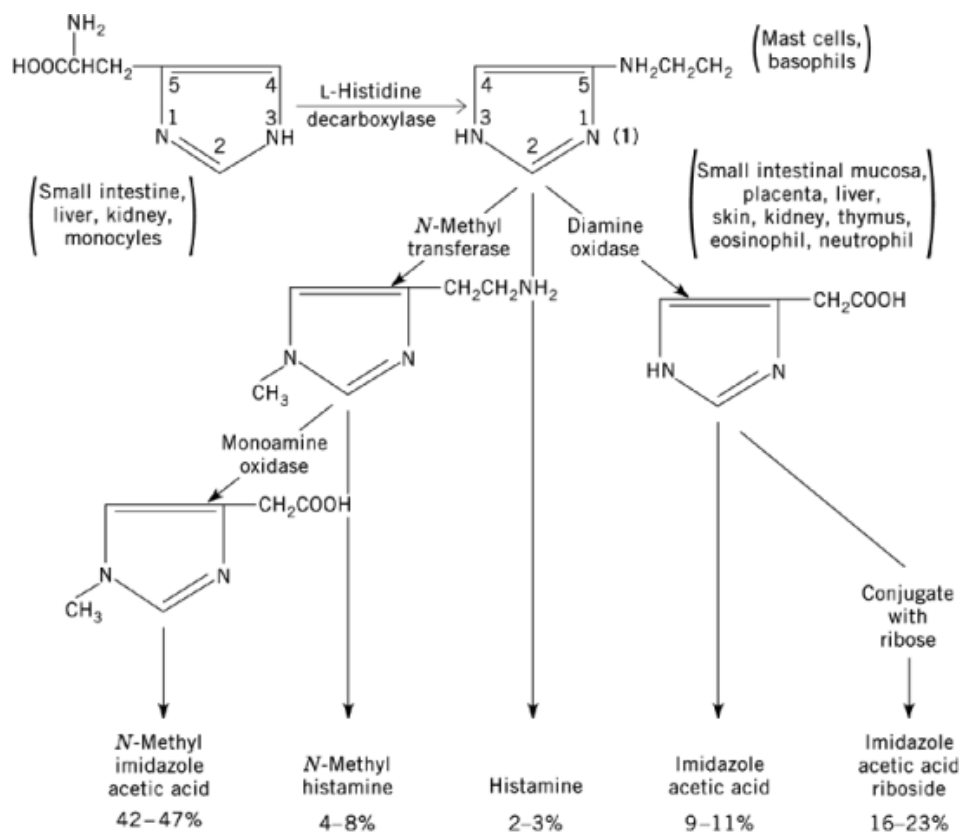 NH₂
HOOCCHCH₂
5
4
1
3
N
2
NH
L-Histidine
decarboxylase
4
5
NH₂CH₂CH₂
3
1
HN
2
N
(1)
(Mast cells,
basophils)
(Small intestine,
liver, kidney,
monocyles)
(Small intestinal mucosa,
placenta, liver,
skin, kidney, thymus,
eosinophil, neutrophil)
N-Methyl
transferase
Diamine
oxidase
CH₂CH₂NH₂
N
N
CH₃
CH₂COOH
HN
N
Monoamine
oxidase
CH₂COOH
N
N
CH₃
Conjugate
with
ribose
N-Methyl
imidazole
acetic acid
42–47%
N-Methyl
histamine
4–8%
Histamine
2–3%
Imidazole
acetic acid
9–11%
Imidazole
acetic acid
riboside
16–23%